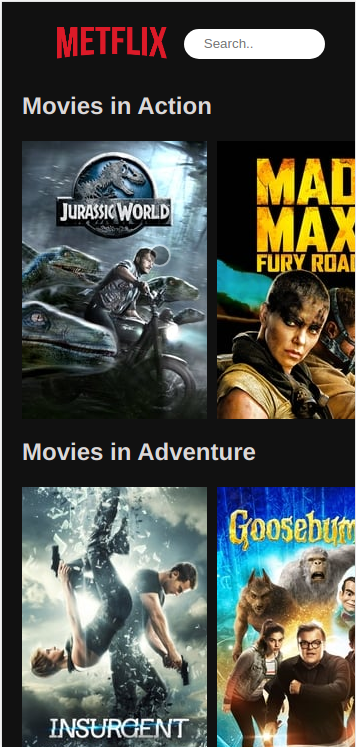 METFLIX
Search..
Movies in Action
JURASSIC WORLD
MAD
MAX
FURY ROAD
Movies in Adventure
INSURGENT
Goosebum